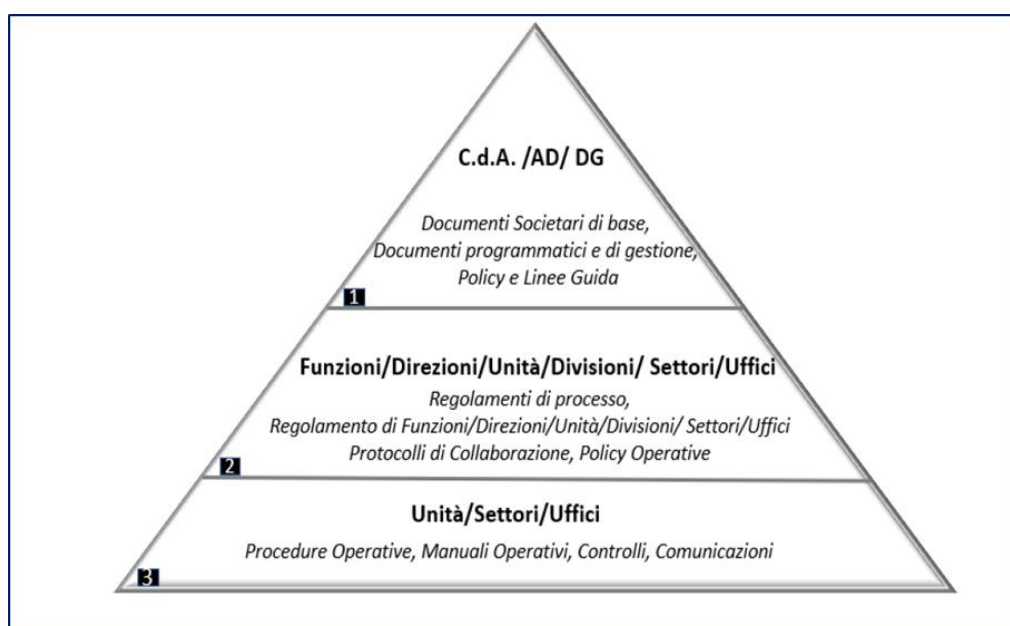 C.d.A. /AD/ DG
Documenti Societari di base,
Documenti programmatici e di gestione,
Policy e Linee Guida
1
Funzioni/Direzioni/Unità/Divisioni/ Settori/Uffici
Regolamenti di processo,
Regolamento di Funzioni/Direzioni/Unità/Divisioni/ Settori/Uffici
Protocolli di Collaborazione, Policy Operative
2
Unità/Settori/Uffici
Procedure Operative, Manuali Operativi, Controlli, Comunicazioni
3